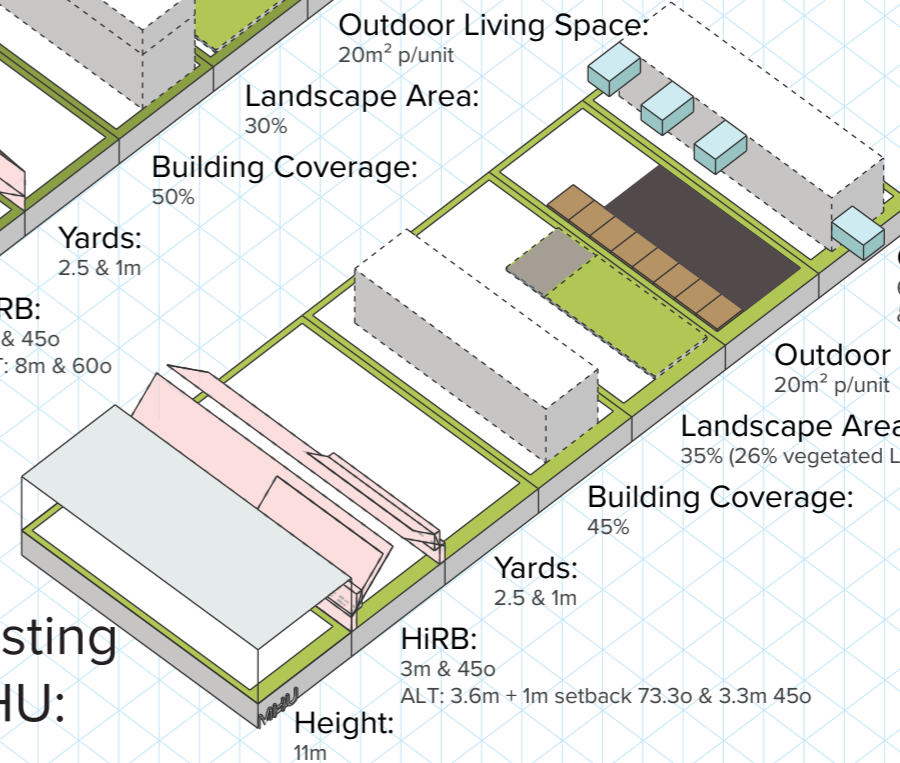 Outdoor Living Space:
20m² p/unit
Landscape Area:
30%
Building Coverage:
50%
Yards:
2.5 & 1m
RB:
& 45o
: 8m & 60o
Outdoor
20m² p/unit
Landscape Area
35% (26% vegetated L
Building Coverage:
45%
Yards:
2.5 & 1m
HiRB:
3m & 45o
ALT: 3.6m + 1m setback 73.3o & 3.3m 45o
sting
HU:
MHU
Height:
11m